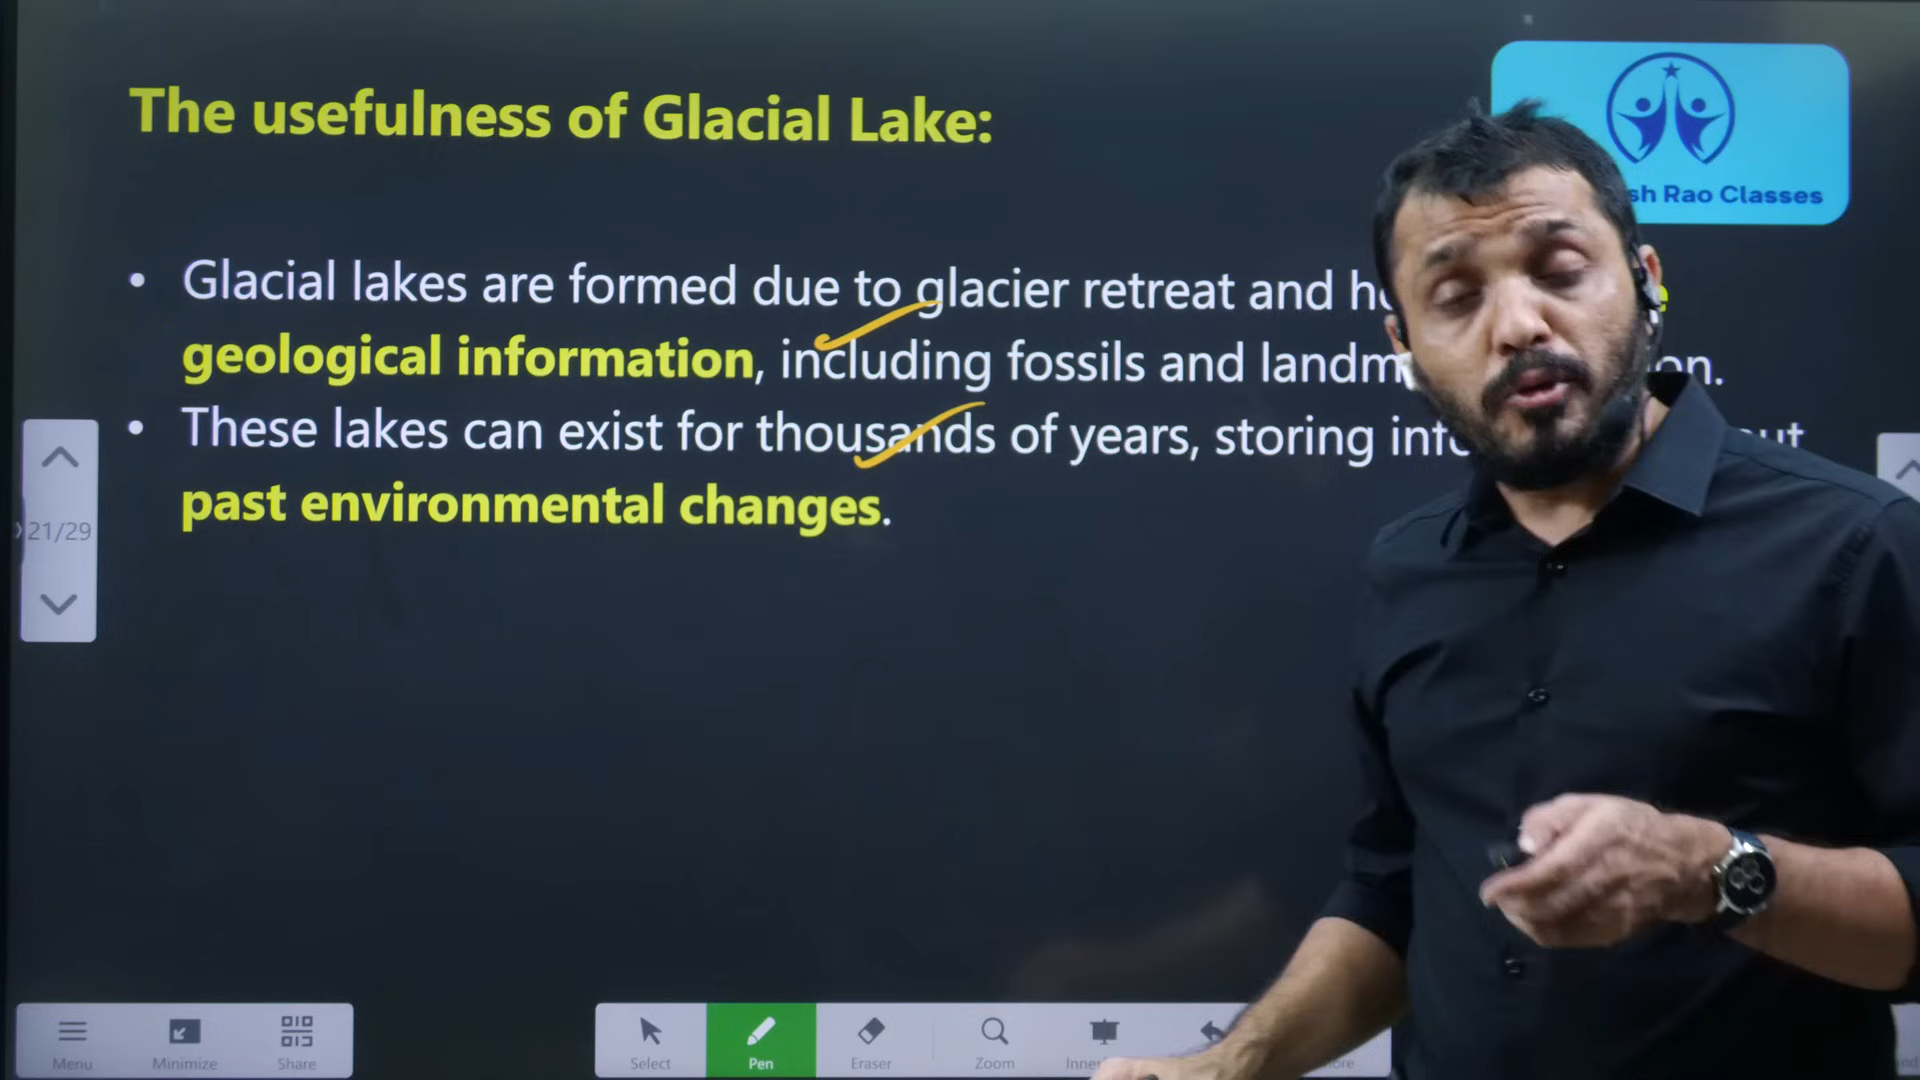 The usefulness of Glacial Lake:
sh Rao Classes
• Glacial lakes are formed due to glacier retreat and
geological information, including fossils and
• These lakes can exist for thousands of years, storing
past environmental changes.
21/29
Menu Minimize Share Select Pen Eraser Zoom